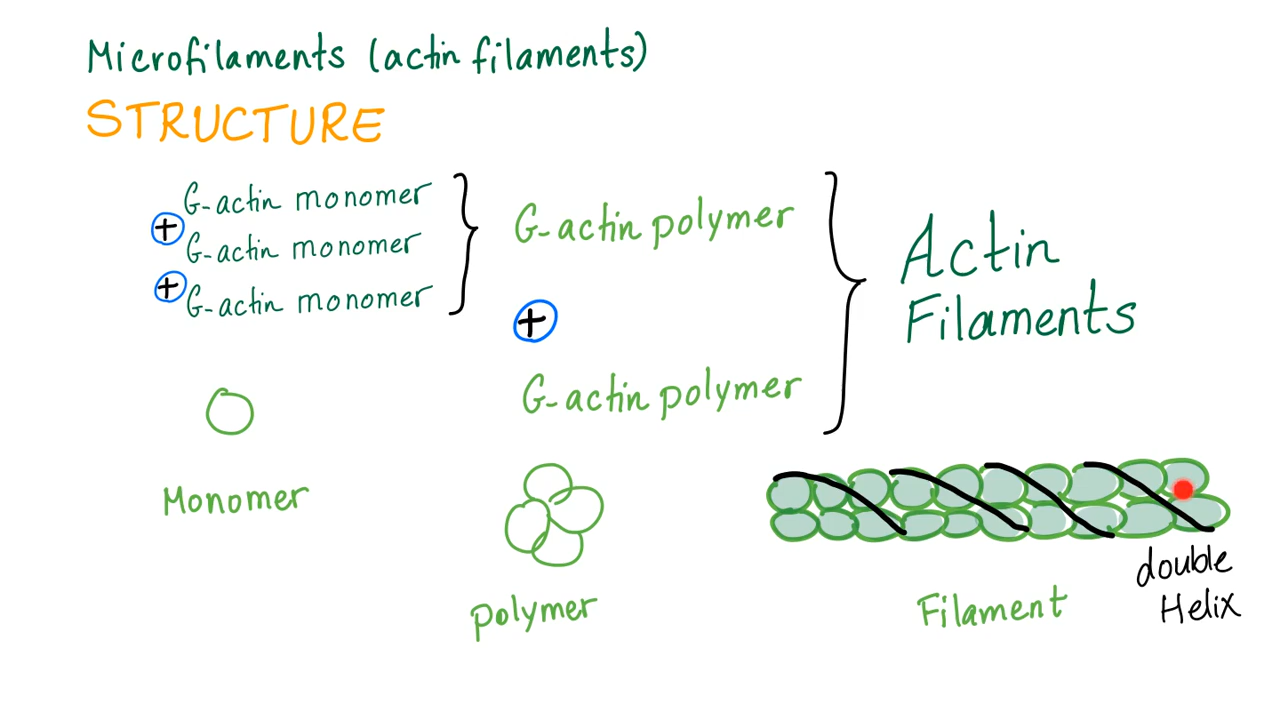 Microfilaments (actin filaments)
STRUCTURE
G-actin monomer
+
G-actin monomer
+
G-actin monomer
G-actin polymer
+
G-actin polymer
Actin
Filaments
Monomer
polymer
Filament
double
Helix